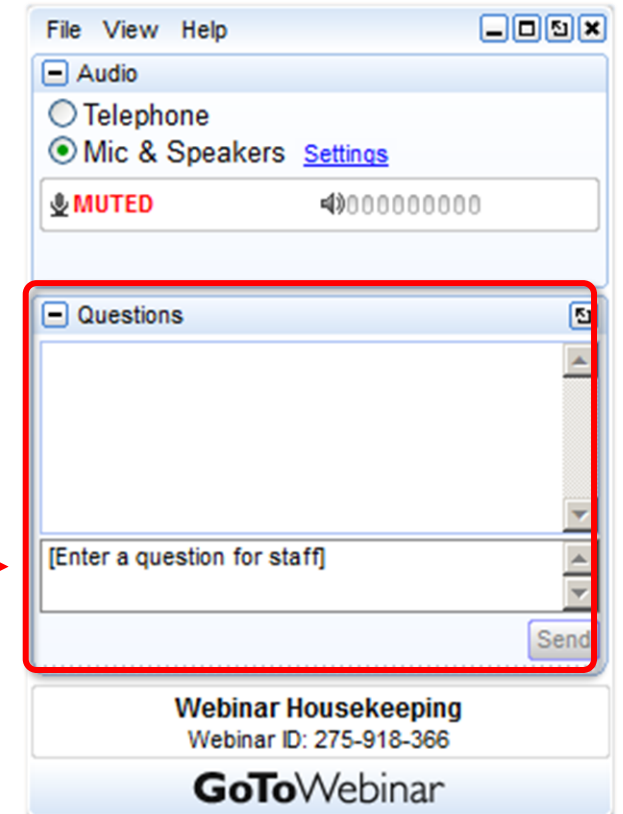 File View Help
Audio
Telephone
Mic & Speakers Settings
MUTED 000000000
Questions
[Enter a question for staff]
Send
Webinar Housekeeping
Webinar ID: 275-918-366
GoToWebinar